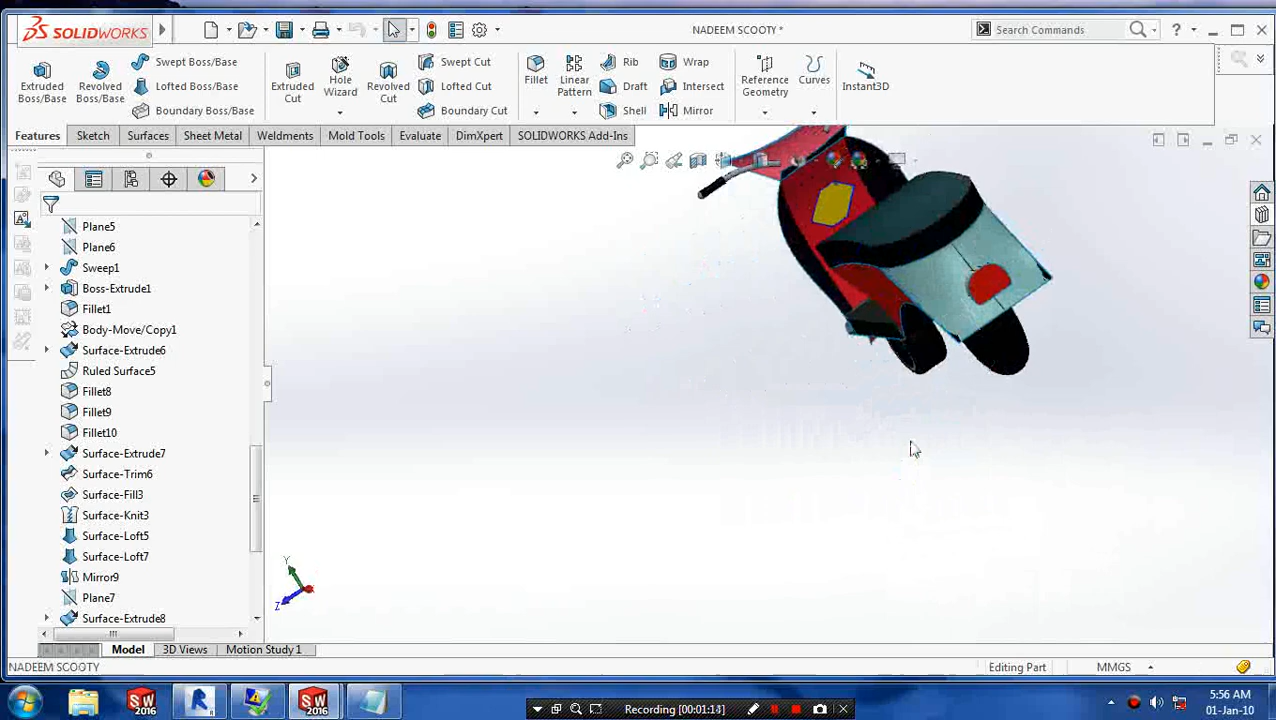 SOLIDWORKS
NADEEM SCOOTY *
Search Commands
?
Extruded Boss/Base
Revolved Boss/Base
Swept Boss/Base
Lofted Boss/Base
Boundary Boss/Base
Extruded Cut
Hole Wizard
Revolved Cut
Swept Cut
Lofted Cut
Boundary Cut
Fillet
Linear Pattern
Rib
Draft
Shell
Wrap
Intersect
Mirror
Reference Geometry
Curves
Instant3D
Features Sketch Surfaces Sheet Metal Weldments Mold Tools Evaluate DimXpert SOLIDWORKS Add-Ins
Plane5
Plane6
Sweep1
Boss-Extrude1
Fillet1
Body-Move/Copy1
Surface-Extrude6
Ruled Surface5
Fillet8
Fillet9
Fillet10
Surface-Extrude7
Surface-Trim6
Surface-Fill3
Surface-Knit3
Surface-Loft5
Surface-Loft7
Mirror9
Plane7
Surface-Extrude8
Y
Z
Model 3D Views Motion Study 1
NADEEM SCOOTY
Editing Part
MMGS
SW 2016
R
SW 2016
Recording [00:01:13]
5:56 AM
01-Jan-10